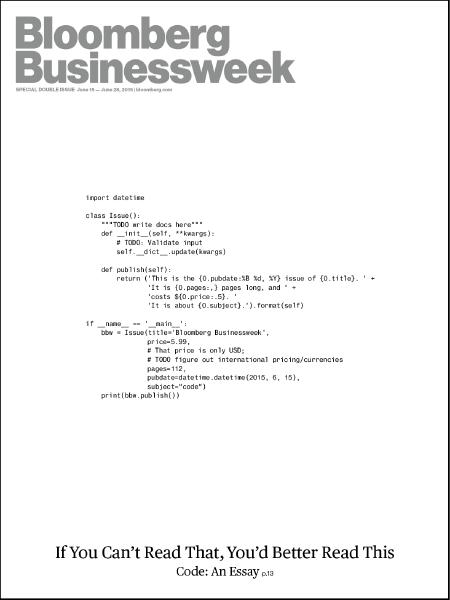 Bloomberg
Businessweek
SPECIAL DOUBLE ISSUE June 15 — June 28, 2015 | bloomberg.com
import datetime
class Issue():
"""TODO write docs here"""
def __init__(self, **kwargs):
# TODO: Validate input
self.__dict__.update(kwargs)
def publish(self):
return ('This is the {0.pubdate:%B %d, %Y} issue of {0.title}. ' +
'It is {0.pages:,} pages long, and ' +
'costs ${0.price:.5}. '
'It is about {0.subject}.').format(self)
if __name__ == '__main__':
bbw = Issue(title='Bloomberg Businessweek',
price=5.99,
# That price is only USD;
# TODO figure out international pricing/currencies
pages=112,
pubdate=datetime.datetime(2015, 6, 15),
subject="code")
print(bbw.publish())
If You Can't Read That, You'd Better Read This
Code: An Essay p.13